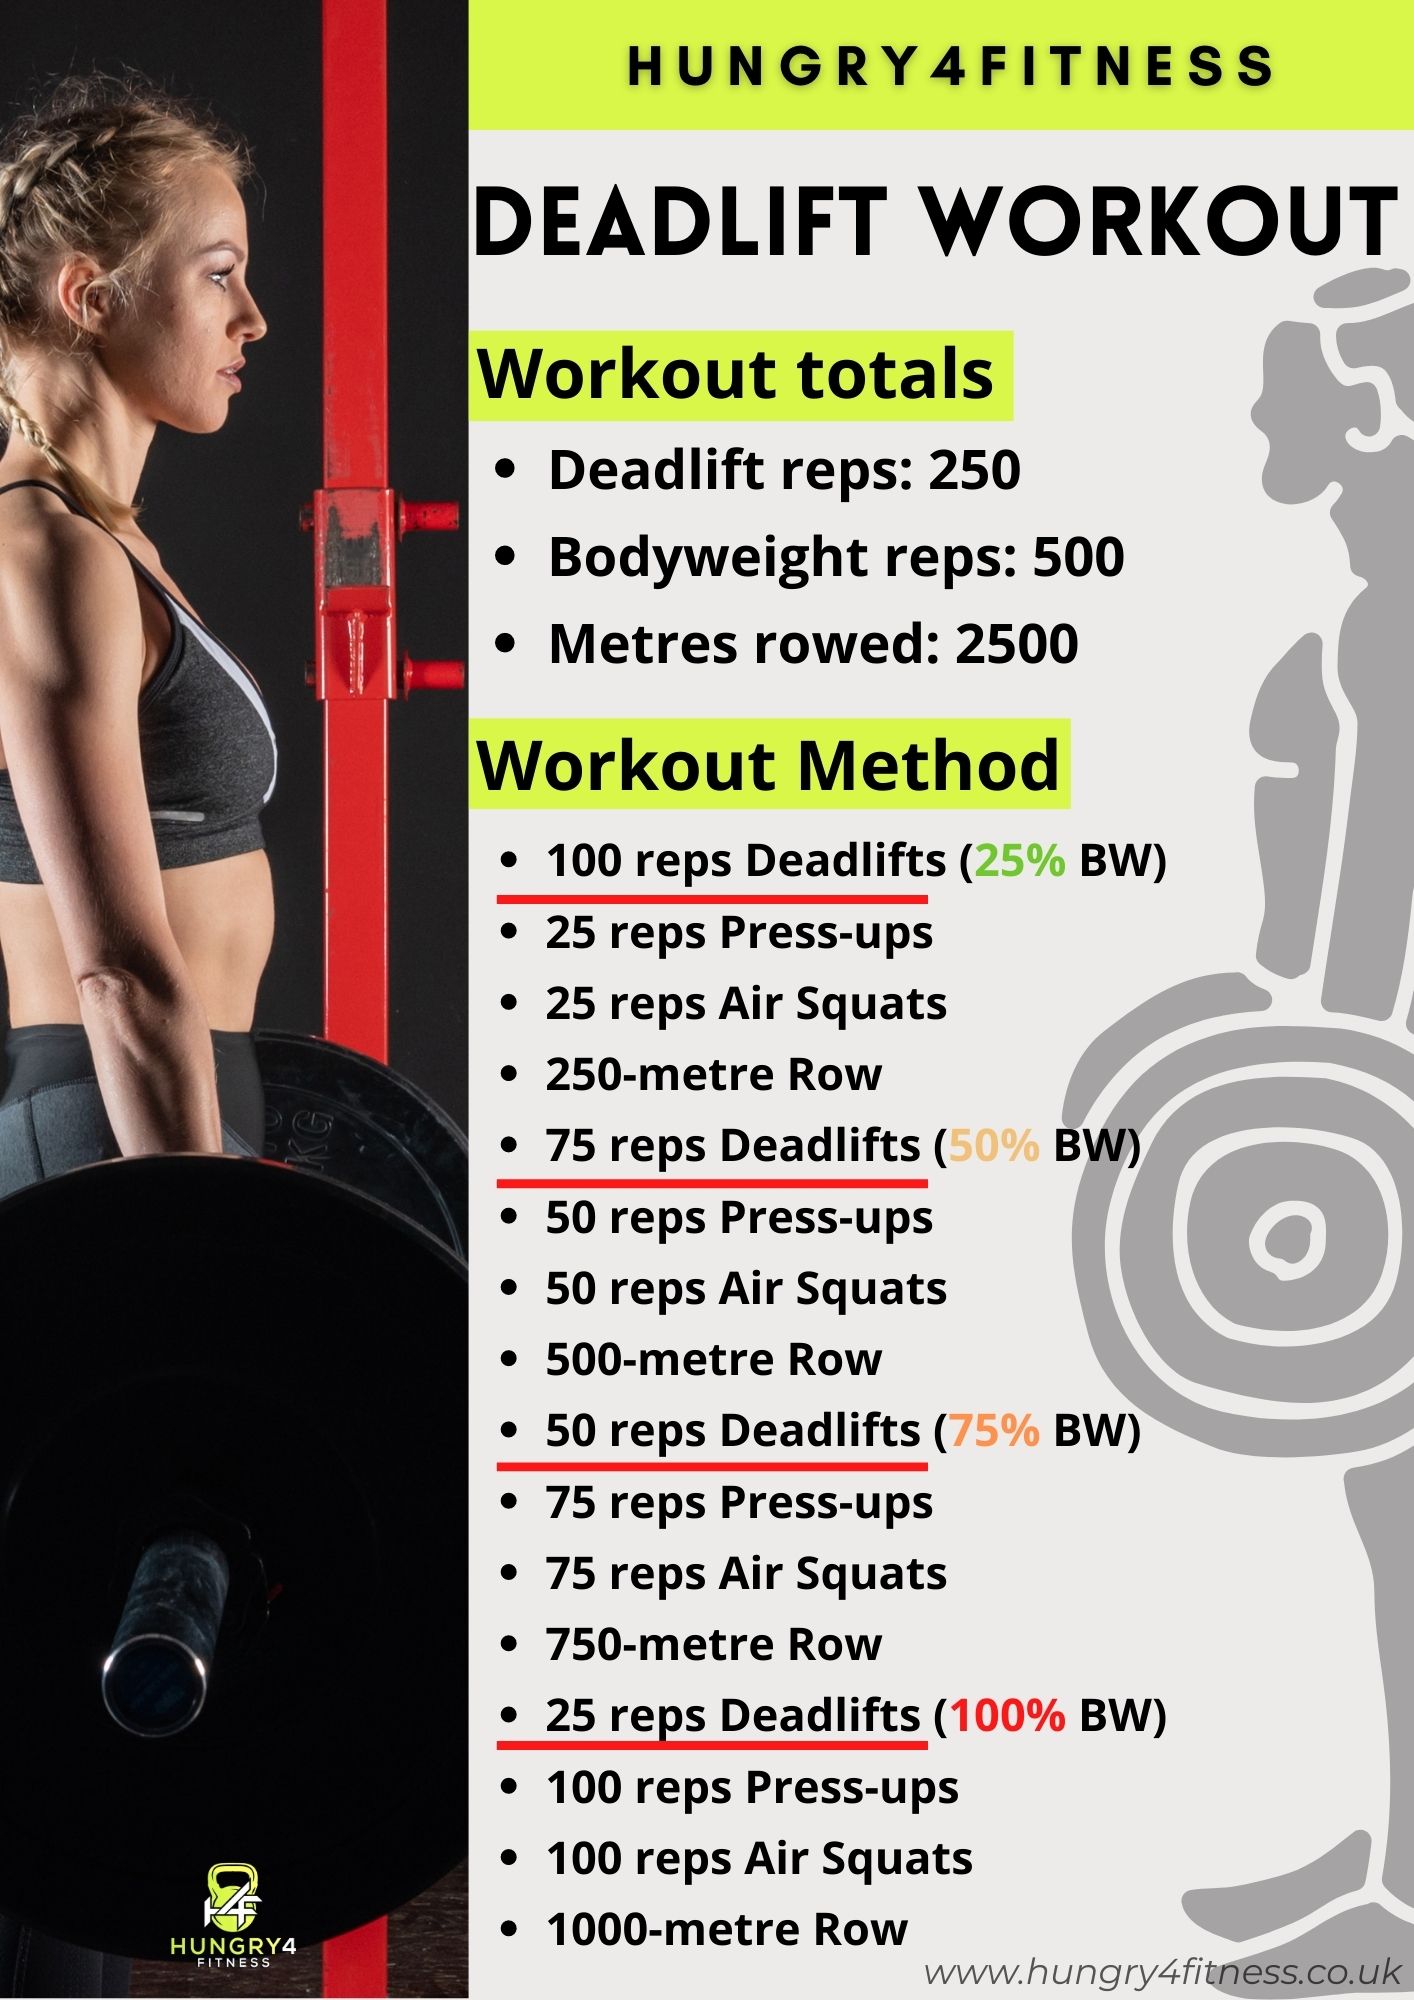 HUNGRY4FITNESS
DEADLIFT WORKOUT
Workout totals
• Deadlift reps: 250
• Bodyweight reps: 500
• Metres rowed: 2500
Workout Method
• 100 reps Deadlifts (25% BW)
• 25 reps Press-ups
• 25 reps Air Squats
• 250-metre Row
• 75 reps Deadlifts (50% BW)
• 50 reps Press-ups
• 50 reps Air Squats
• 500-metre Row
• 50 reps Deadlifts (75% BW)
• 75 reps Press-ups
• 75 reps Air Squats
• 750-metre Row
• 25 reps Deadlifts (100% BW)
• 100 reps Press-ups
• 100 reps Air Squats
• 1000-metre Row
KG
H4F
HUNGRY4
FITNESS
www.hungry4fitness.co.uk